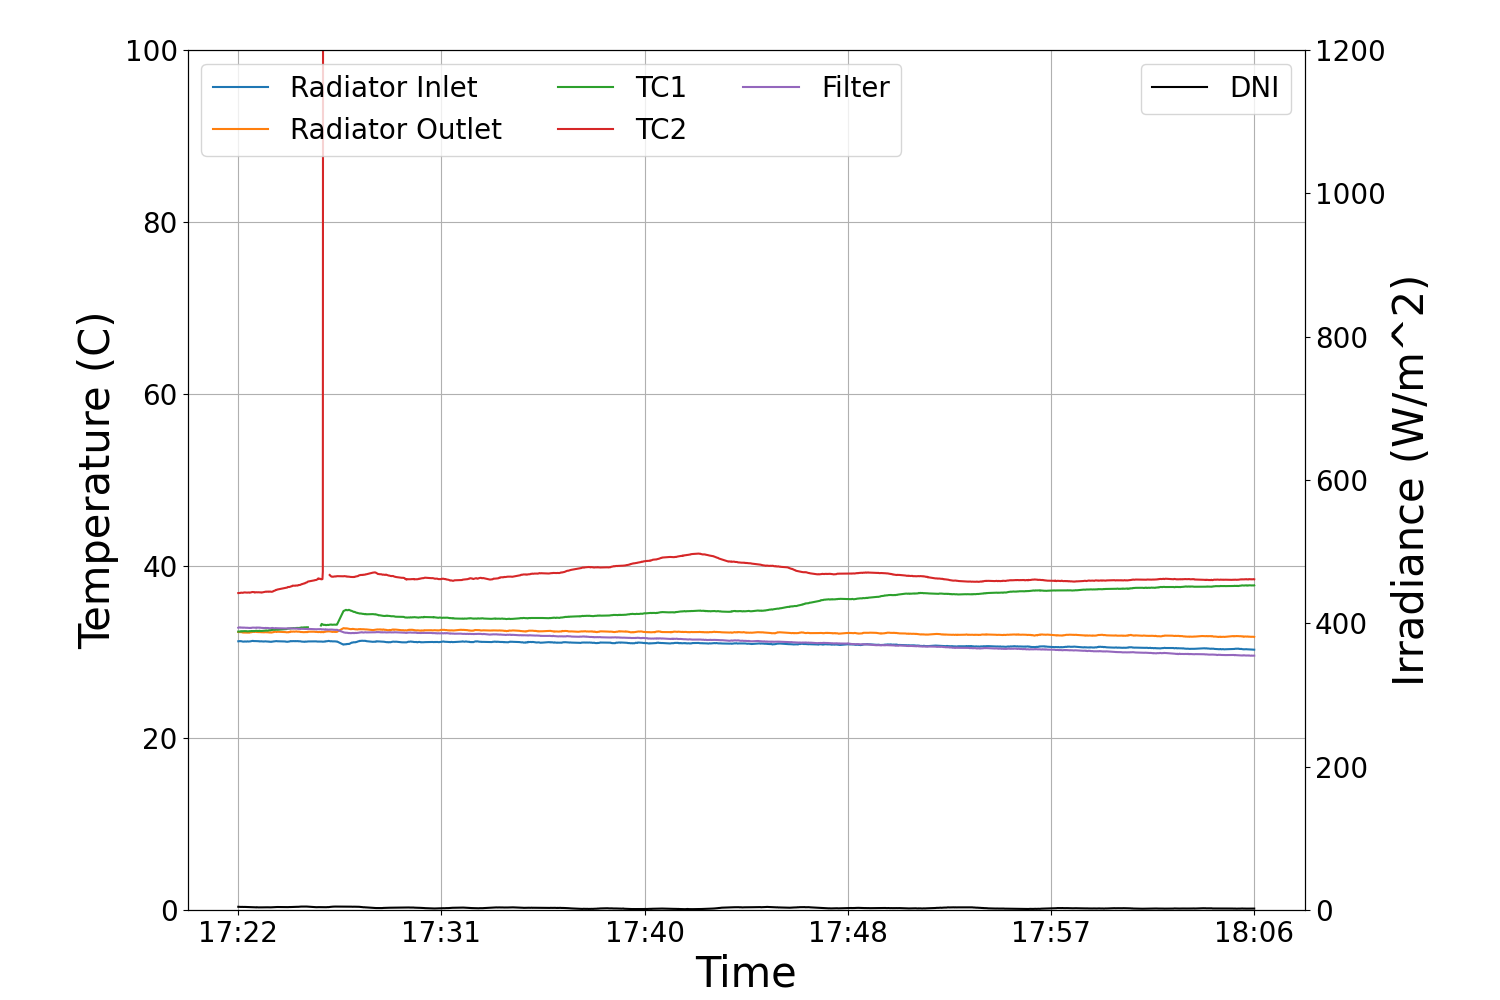 100
80
60
40
20
0
Temperature (C)
Radiator Inlet
Radiator Outlet
TC1
TC2
Filter
DNI
1200
1000
800
600
400
200
0
Irradiance (W/m^2)
17:22 17:31 17:40 17:48 17:57 18:06
Time